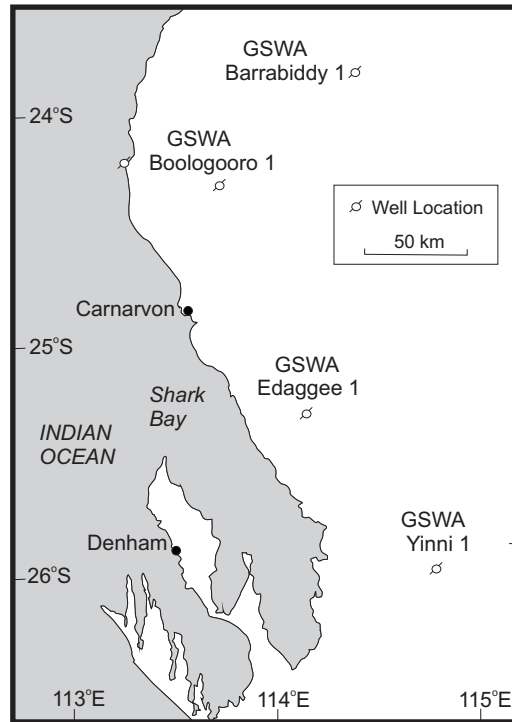 GSWA
Barrabiddy 1
24°S
GSWA
Boologooro 1
Well Location
50 km
Carnarvon
25°S
GSWA
Edaggee 1
Shark
Bay
INDIAN
OCEAN
GSWA
Yinni 1
Denham
26°S
113°E
114°E
115°E